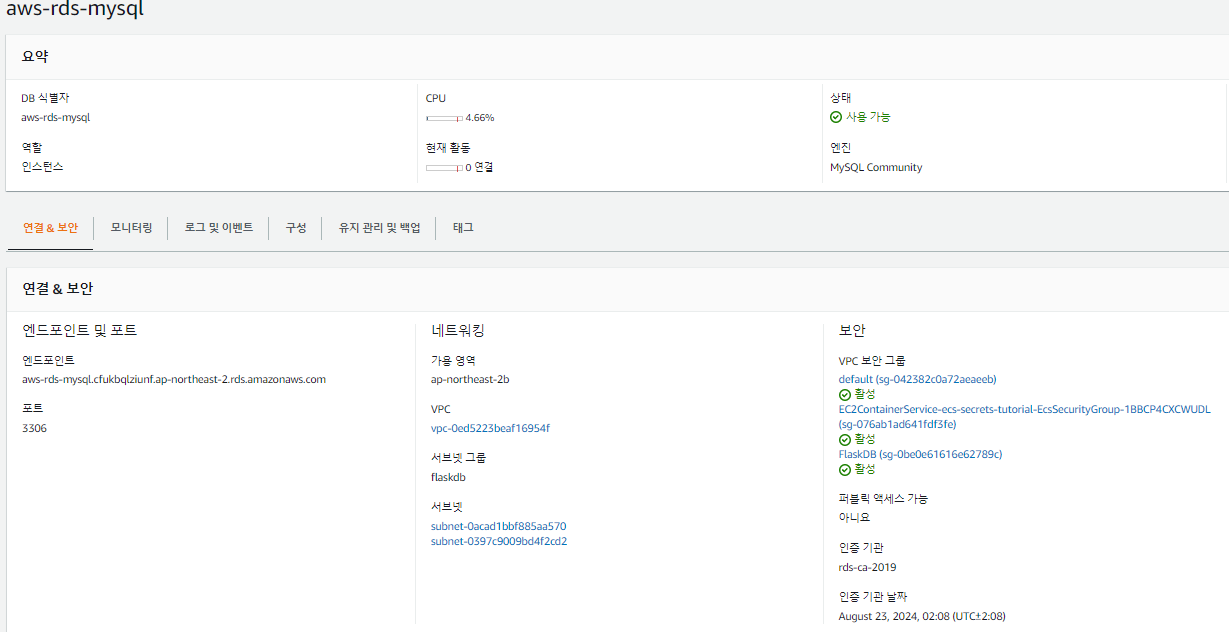 aws-rds-mysql
요약
DB 식별자
aws-rds-mysql
역할
인스턴스
CPU
4.66%
현재 활동
0 연결
상태
사용 가능
엔진
MySQL Community
연결 & 보안
모니터링
로그 및 이벤트
구성
유지 관리 및 백업
태그
연결 & 보안
엔드포인트 및 포트
엔드포인트
aws-rds-mysql.cfukbqlziunf.ap-northeast-2.rds.amazonaws.com
포트
3306
네트워킹
가용 영역
ap-northeast-2b
VPC
vpc-0ed5223beaf16954f
서브넷 그룹
flaskdb
서브넷
subnet-0acad1bbf885aa570
subnet-0397c9009bd4f2cd2
보안
VPC 보안 그룹
default (sg-042382c0a72aeaeeb)
활성
EC2ContainerService-ecs-secrets-tutorial-EcsSecurityGroup-1BBCP4CXCWUDL
(sg-076ab1ad641fdf3fe)
활성
FlaskDB (sg-0be0e61616e62789c)
활성
퍼블릭 액세스 가능
아니요
인증 기관
rds-ca-2019
인증 기관 날짜
August 23, 2024, 02:08 (UTC±2:08)